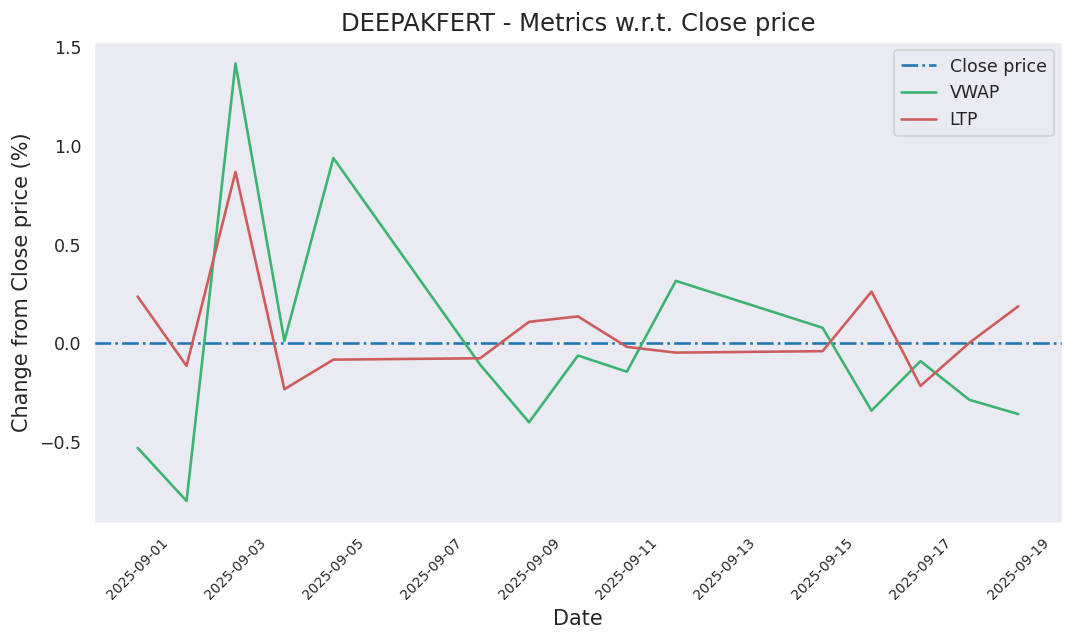 DEEPAKFERT - Metrics w.r.t. Close price
Change from Close price (%)
1.5
1.0
0.5
0.0
−0.5
Close price
VWAP
LTP
2025-09-01
2025-09-03
2025-09-05
2025-09-07
2025-09-09
2025-09-11
2025-09-13
2025-09-15
2025-09-17
2025-09-19
Date